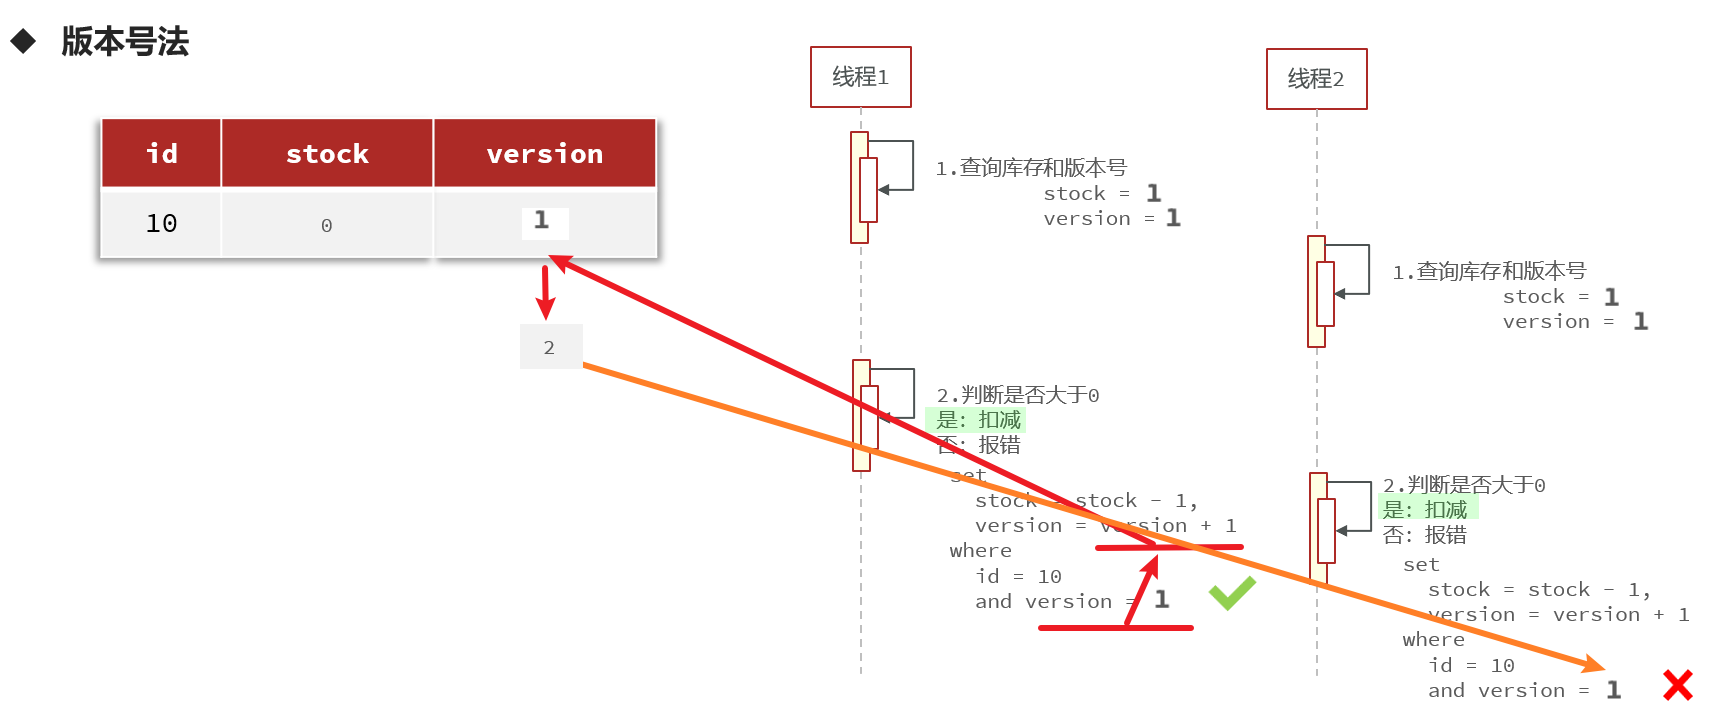 版本号法
id stock version
10 0 1
2
线程1
1.查询库存和版本号
stock = 1
version = 1
2.判断是否大于0
是: 扣减
否: 报错
set
stock = stock - 1,
version = version + 1
where
id = 10
and version = 1
线程2
1.查询库存和版本号
stock = 1
version = 1
2.判断是否大于0
是: 扣减
否: 报错
set
stock = stock - 1,
version = version + 1
where
id = 10
and version = 1